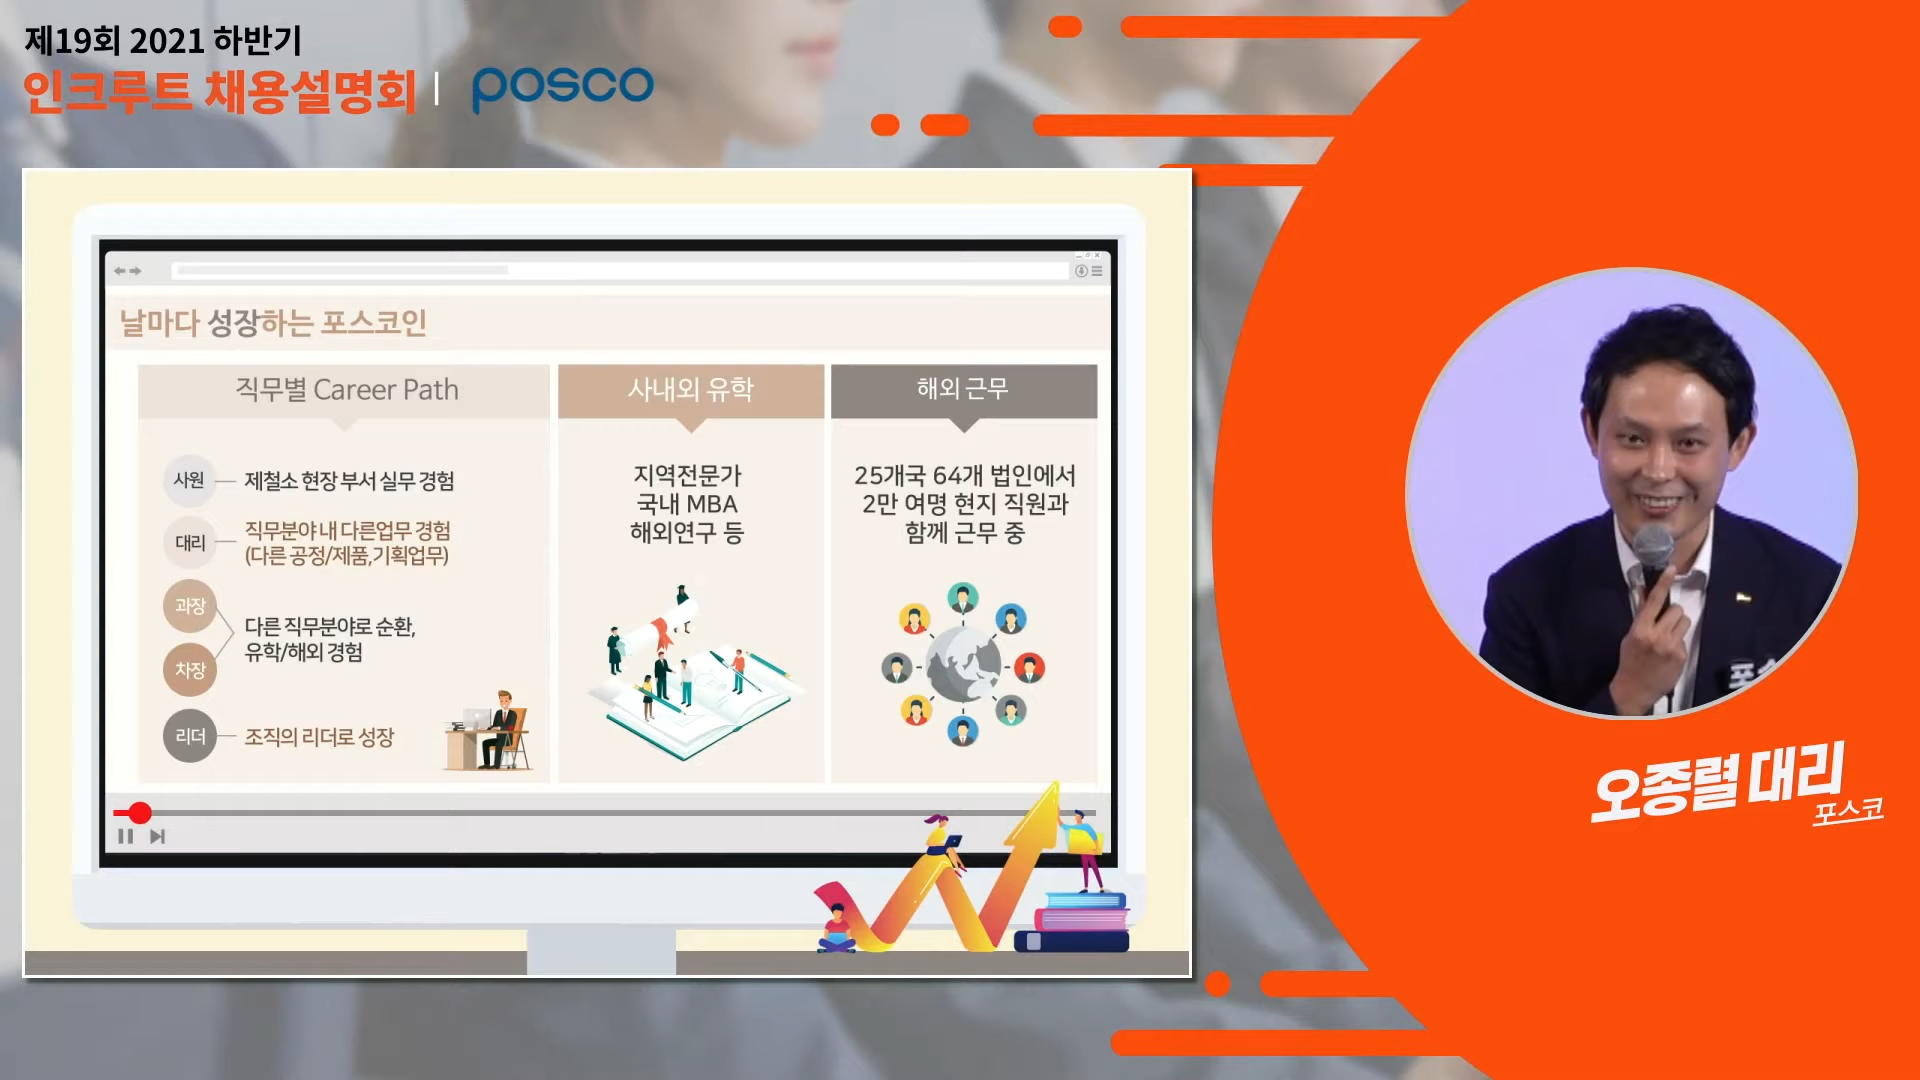 제19회 2021 하반기
인크루트 채용설명회
posco
날마다 성장하는 포스코인
직무별 Career Path
사원
제철소 현장 부서 실무 경험
대리
직무분야 내 다른업무 경험
(다른 공정/제품,기획업무)
과장
차장
다른 직무분야로 순환,
유학/해외 경험
리더
조직의 리더로 성장
사내외 유학
지역전문가
국내 MBA
해외연구 등
해외 근무
25개국 64개 법인에서
2만 여명 현지 직원과
함께 근무 중
오종렬 대리
포스코